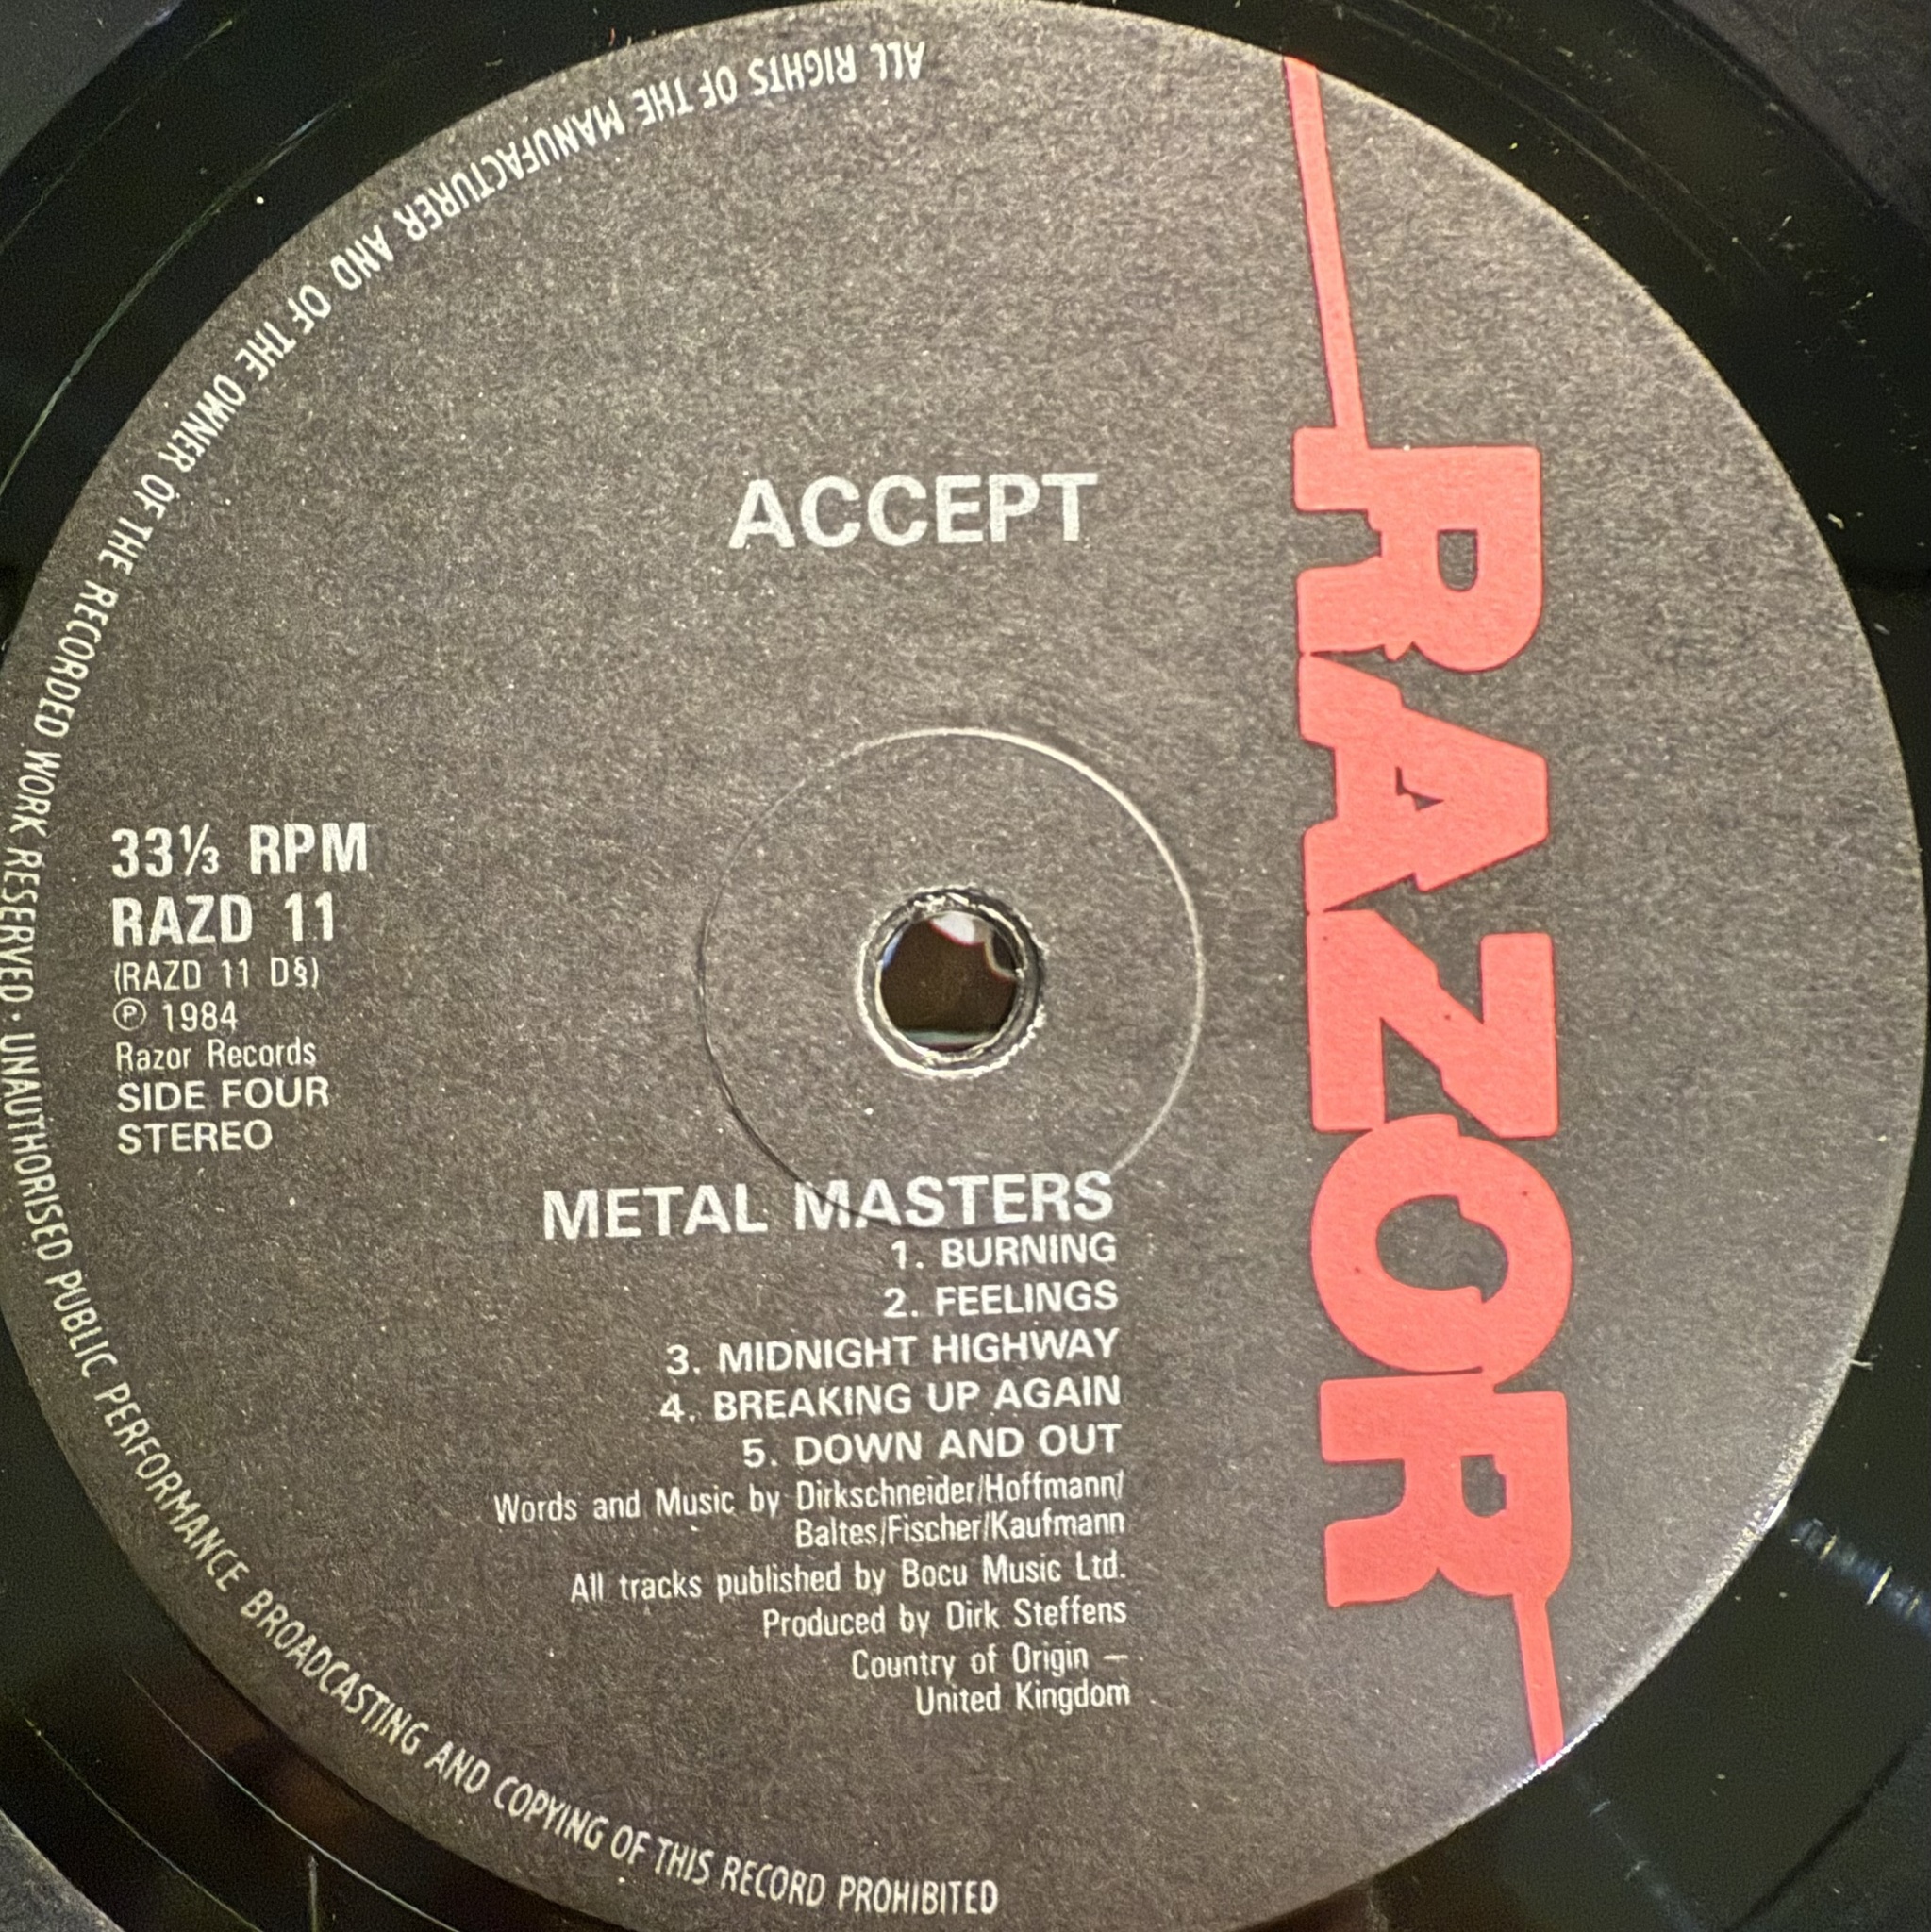 ALL RIGHTS OF THE MANUFACTURER AND OF THE OWNER OF THE RECORDED WORK RESERVED · UNAUTHORISED PUBLIC PERFORMANCE BROADCASTING AND COPYING OF THIS RECORD PROHIBITED
RAZOR
ACCEPT
33⅓ RPM
RAZD 11
(RAZD 11 D§)
℗ 1984
Razor Records
SIDE FOUR
STEREO
METAL MASTERS
1. BURNING
2. FEELINGS
3. MIDNIGHT HIGHWAY
4. BREAKING UP AGAIN
5. DOWN AND OUT
Words and Music by Dirkschneider/Hoffmann/
Baltes/Fischer/Kaufmann
All tracks published by Bocu Music Ltd.
Produced by Dirk Steffens
Country of Origin –
United Kingdom